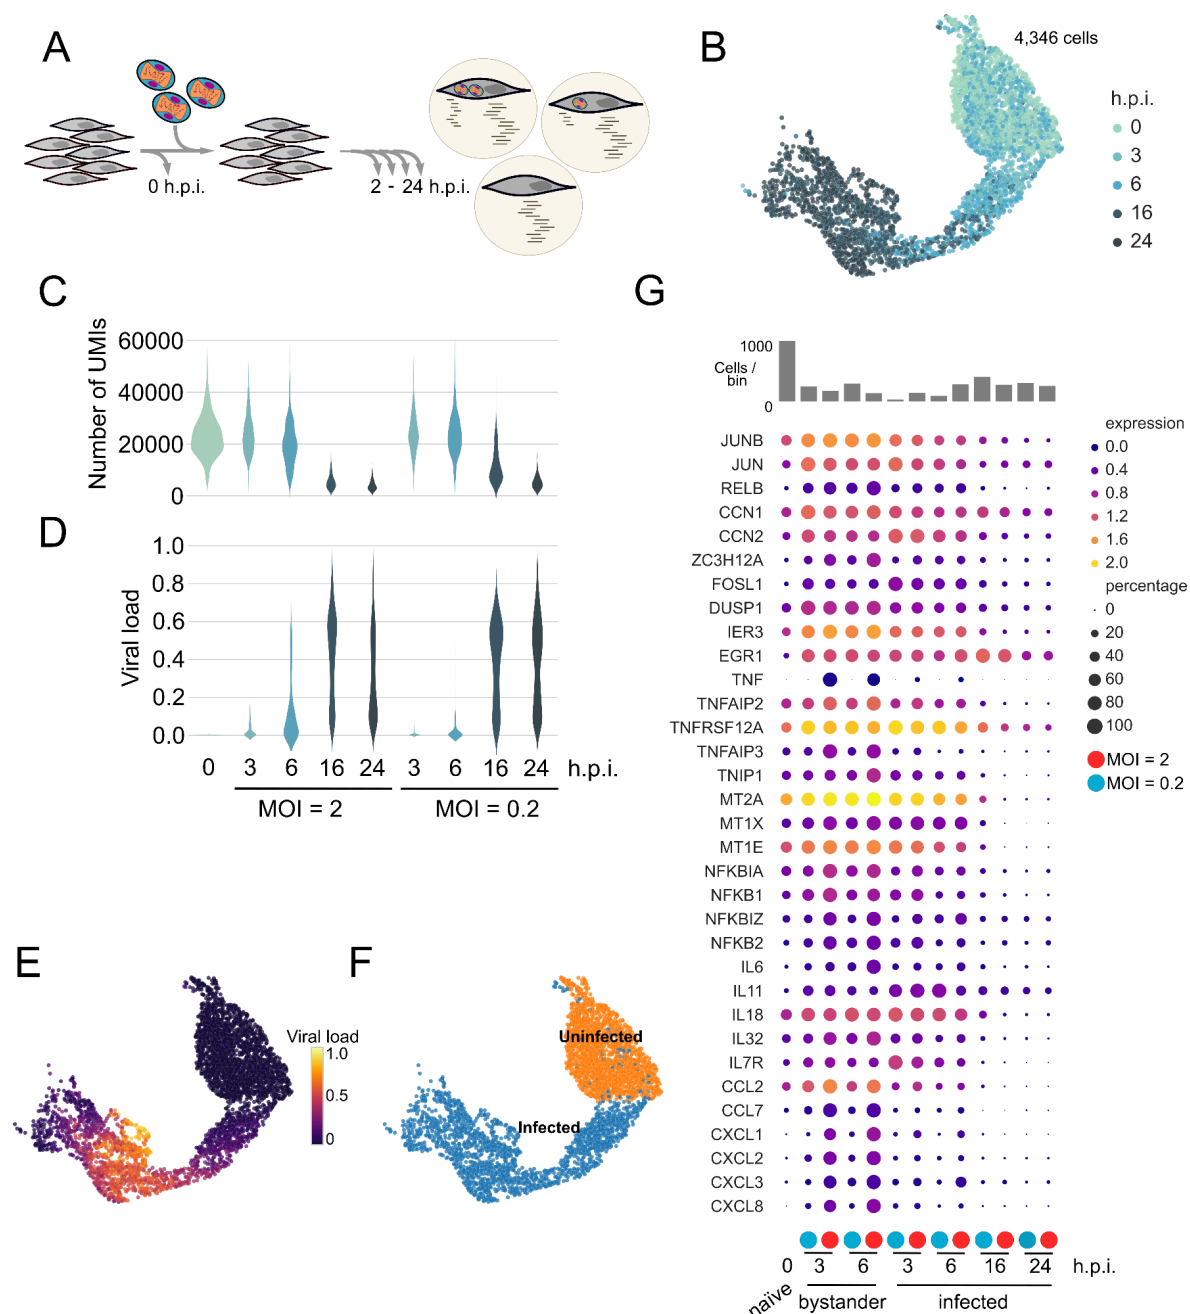 A
0 h.p.i.
2 - 24 h.p.i.
B
4,346 cells
h.p.i.
0
3
6
16
24
C
Number of UMIs
60000
40000
20000
0
D
Viral load
1.0
0.8
0.6
0.4
0.2
0.0
0 3 6 16 24 3 6 16 24 h.p.i.
MOI = 2 MOI = 0.2
E
Viral load
1.0
0.5
0
F
Uninfected
Infected
G
1000
Cells /
bin
0
JUNB
JUN
RELB
CCN1
CCN2
ZC3H12A
FOSL1
DUSP1
IER3
EGR1
TNF
TNFAIP2
TNFRSF12A
TNFAIP3
TNIP1
MT2A
MT1X
MT1E
NFKBIA
NFKB1
NFKBIZ
NFKB2
IL6
IL11
IL18
IL32
IL7R
CCL2
CCL7
CXCL1
CXCL2
CXCL3
CXCL8
expression
0.0
0.4
0.8
1.2
1.6
2.0
percentage
0
20
40
60
80
100
MOI = 2
MOI = 0.2
0 3 6 3 6 16 24 h.p.i.
naïve bystander infected